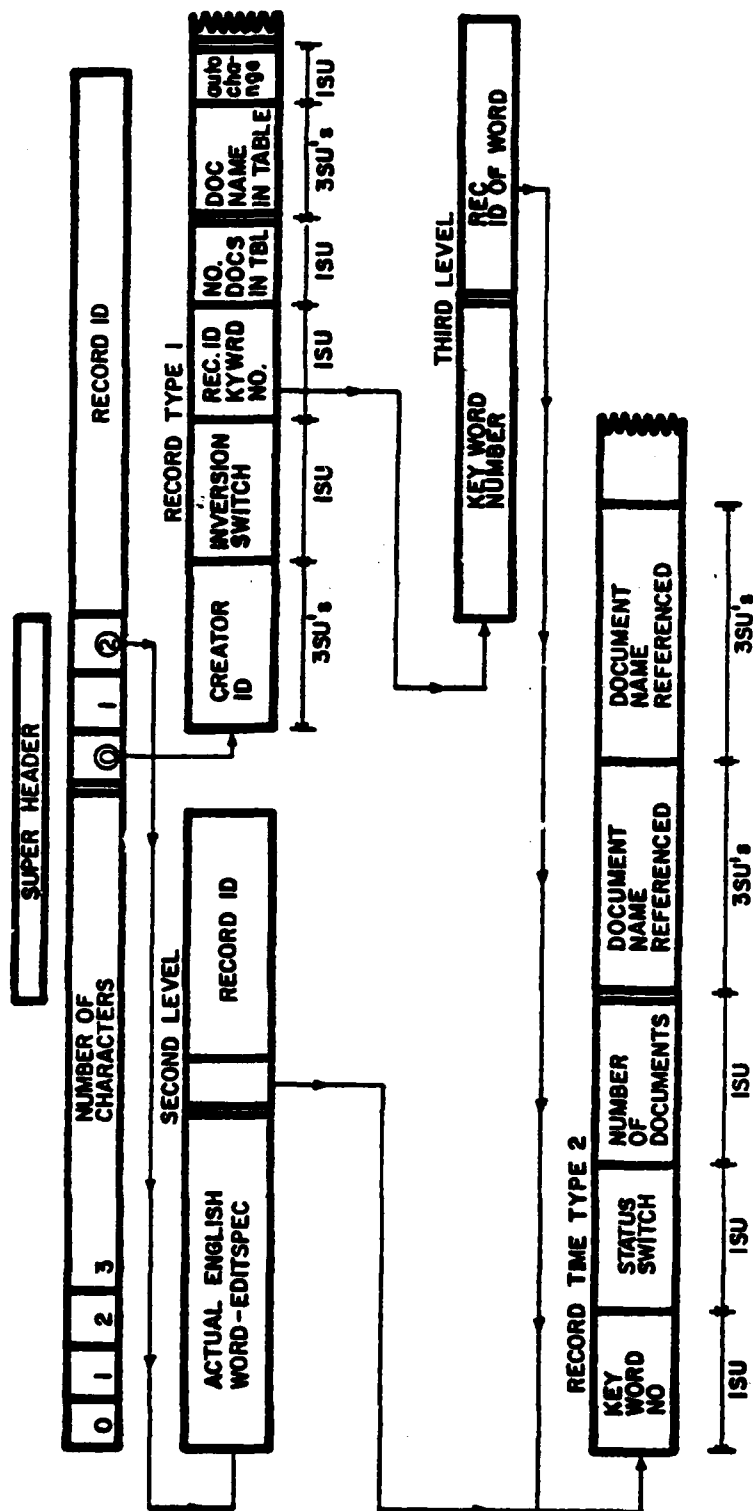 SUPER HEADER
0 1 2 3 NUMBER OF
CHARACTERS
0 1 2 RECORD ID
SECOND LEVEL
ACTUAL ENGLISH
WORD-EDITSPEC
RECORD ID
RECORD TYPE 1
CREATOR
ID
INVERSION
SWITCH
REC. ID
KYWRD
NO.
NO.
DOCS
IN TBL
DOC
NAME
IN TABLE
auto
cha-
nge
3SU's 1SU 1SU 1SU 3SU's 1SU
THIRD LEVEL
KEY WORD
NUMBER
REC
ID OF WORD
RECORD TIME TYPE 2
KEY
WORD
NO
STATUS
SWITCH
NUMBER
OF
DOCUMENTS
DOCUMENT
NAME
REFERENCED
DOCUMENT
NAME
REFERENCED
1SU 1SU 1SU 3SU's 3SU's